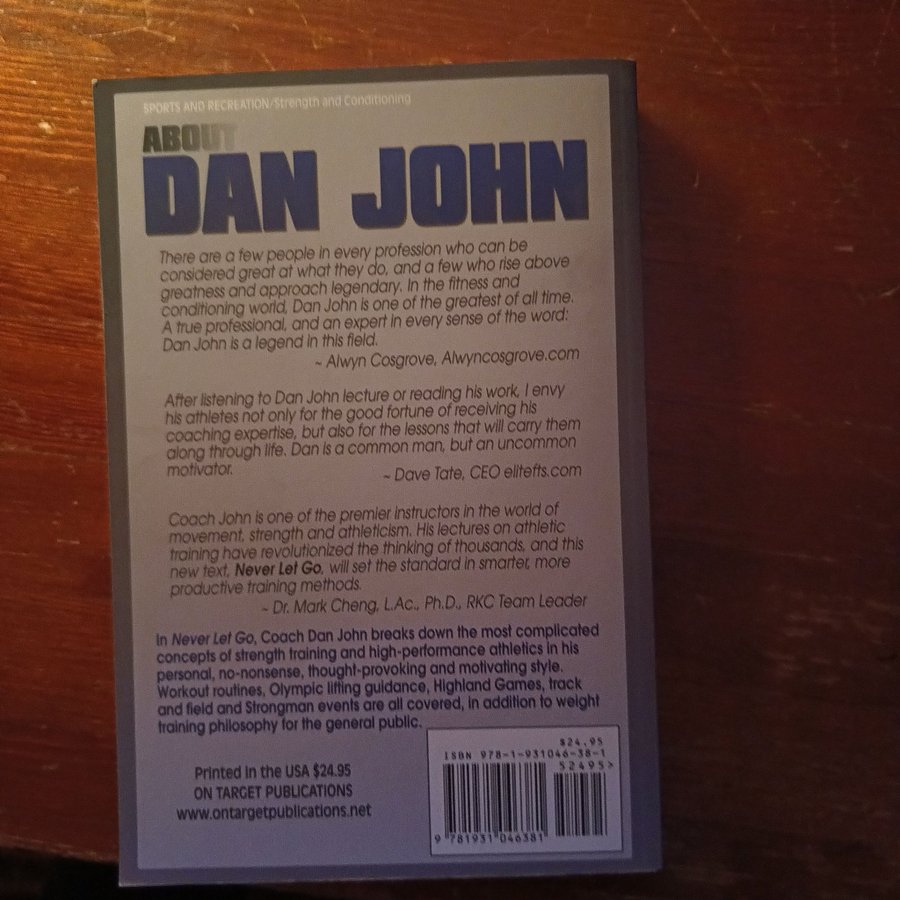 SPORTS AND RECREATION/Strength and Conditioning
ABOUT
DAN JOHN
There are a few people in every profession who can be
considered great at what they do, and a few who rise above
greatness and approach legendary. In the fitness and
conditioning world, Dan John is one of the greatest of all time.
A true professional, and an expert in every sense of the word:
Dan John is a legend in this field.
~ Alwyn Cosgrove, Alwyncosgrove.com
After listening to Dan John lecture or reading his work, I envy
his athletes not only for the good fortune of receiving his
coaching expertise, but also for the lessons that will carry them
along through life. Dan is a common man, but an uncommon
motivator.
~ Dave Tate, CEO elitefts.com
Coach John is one of the premier instructors in the world of
movement, strength and athleticism. His lectures on athletic
training have revolutionized the thinking of thousands, and this
new text, Never Let Go, will set the standard in smarter, more
productive training methods.
~ Dr. Mark Cheng, L.Ac., Ph.D., RKC Team Leader
In Never Let Go, Coach Dan John breaks down the most complicated
concepts of strength training and high-performance athletics in his
personal, no-nonsense, thought-provoking and motivating style.
Workout routines, Olympic lifting guidance, Highland Games, track
and field and Strongman events are all covered, in addition to weight
training philosophy for the general public.
Printed in the USA $24.95
ON TARGET PUBLICATIONS
www.ontargetpublications.net
$24.95
ISBN 978-1-931046-38-1
52495>
9 781931 046381